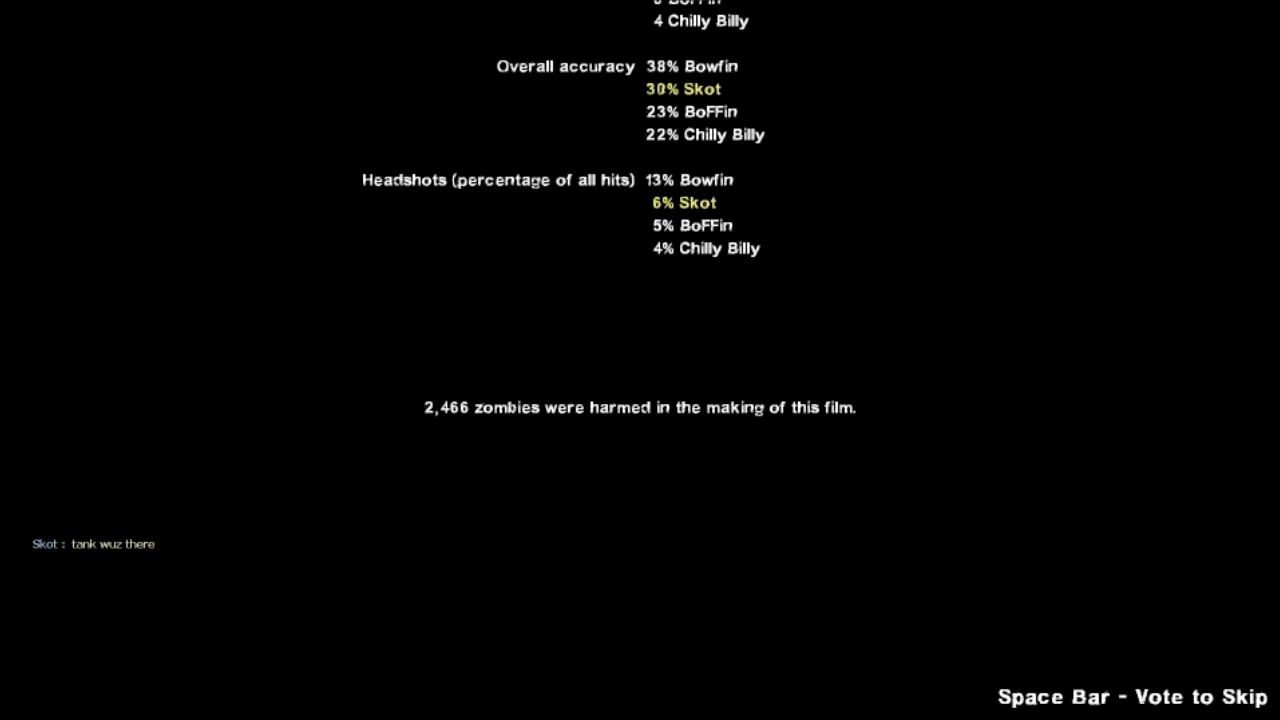 4 Chilly Billy
Overall accuracy 38% Bowfin
30% Skot
23% BoFFin
22% Chilly Billy
Headshots (percentage of all hits) 13% Bowfin
6% Skot
5% BoFFin
4% Chilly Billy
2,466 zombies were harmed in the making of this film.
Skot : tank wuz there
Space Bar - Vote to Skip